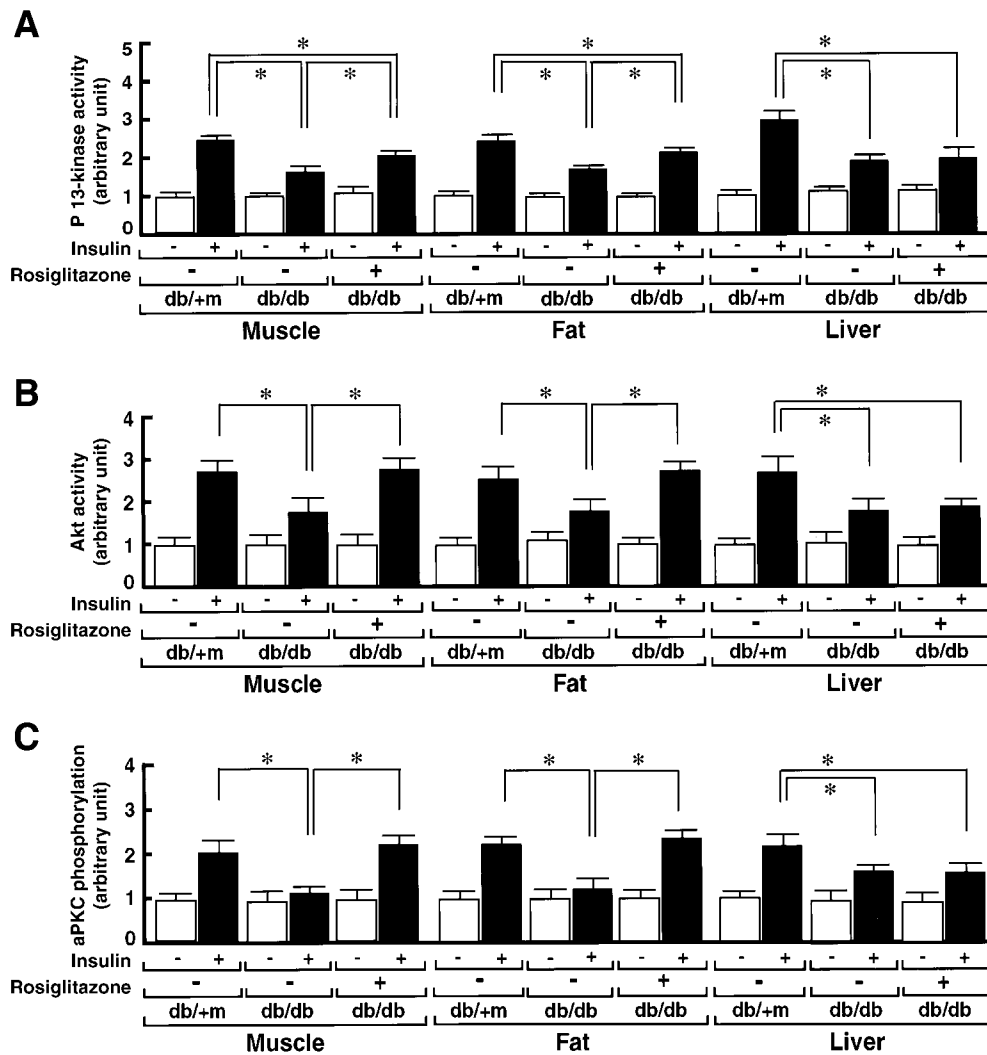 A
P 13-kinase activity
(arbitrary unit)
5
4
3
2
1
0
* * * * * * * *
Insulin - + - + - + - + - + - + - + - + - +
Rosiglitazone - - + - - + - - +
db/+m db/db db/db db/+m db/db db/db db/+m db/db db/db
Muscle Fat Liver
B
Akt activity
(arbitrary unit)
4
3
2
1
0
* * * * * *
Insulin - + - + - + - + - + - + - + - + - +
Rosiglitazone - - + - - + - - +
db/+m db/db db/db db/+m db/db db/db db/+m db/db db/db
Muscle Fat Liver
C
aPKC phosphorylation
(arbitrary unit)
4
3
2
1
0
* * * * * *
Insulin - + - + - + - + - + - + - + - + - +
Rosiglitazone - - + - - + - - +
db/+m db/db db/db db/+m db/db db/db db/+m db/db db/db
Muscle Fat Liver